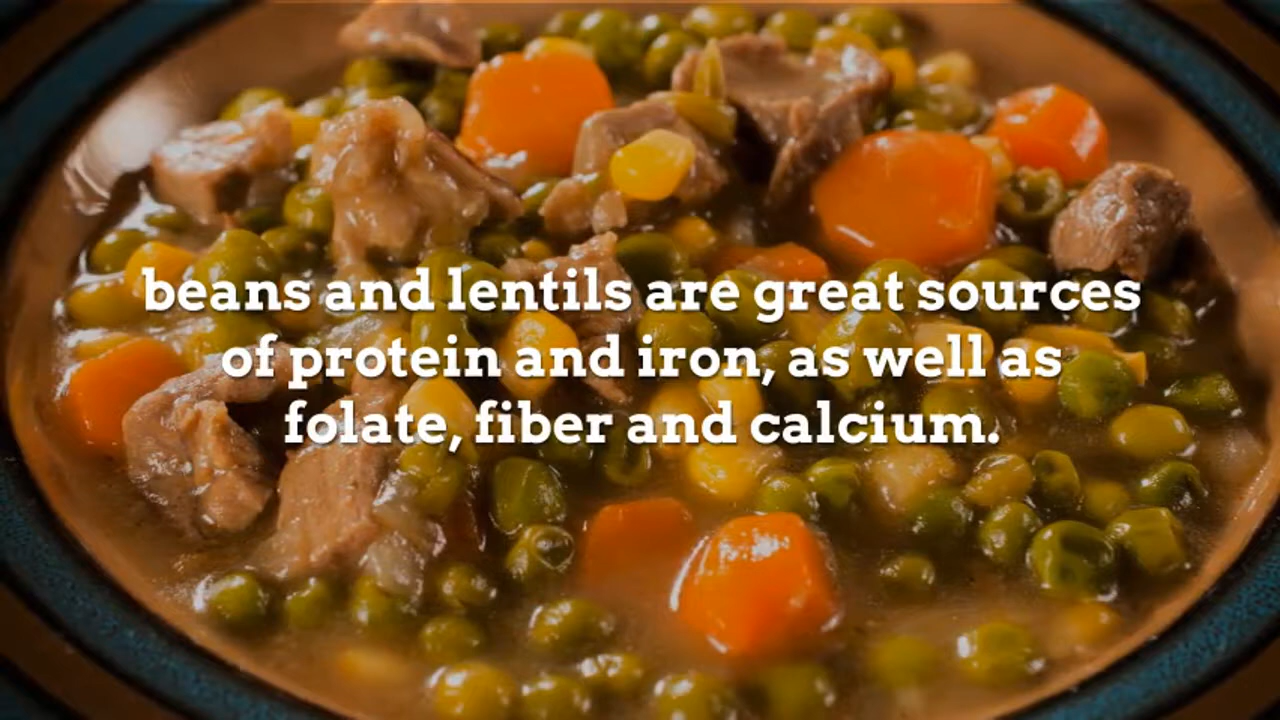 beans and lentils are great sources
of protein and iron, as well as
folate, fiber and calcium.